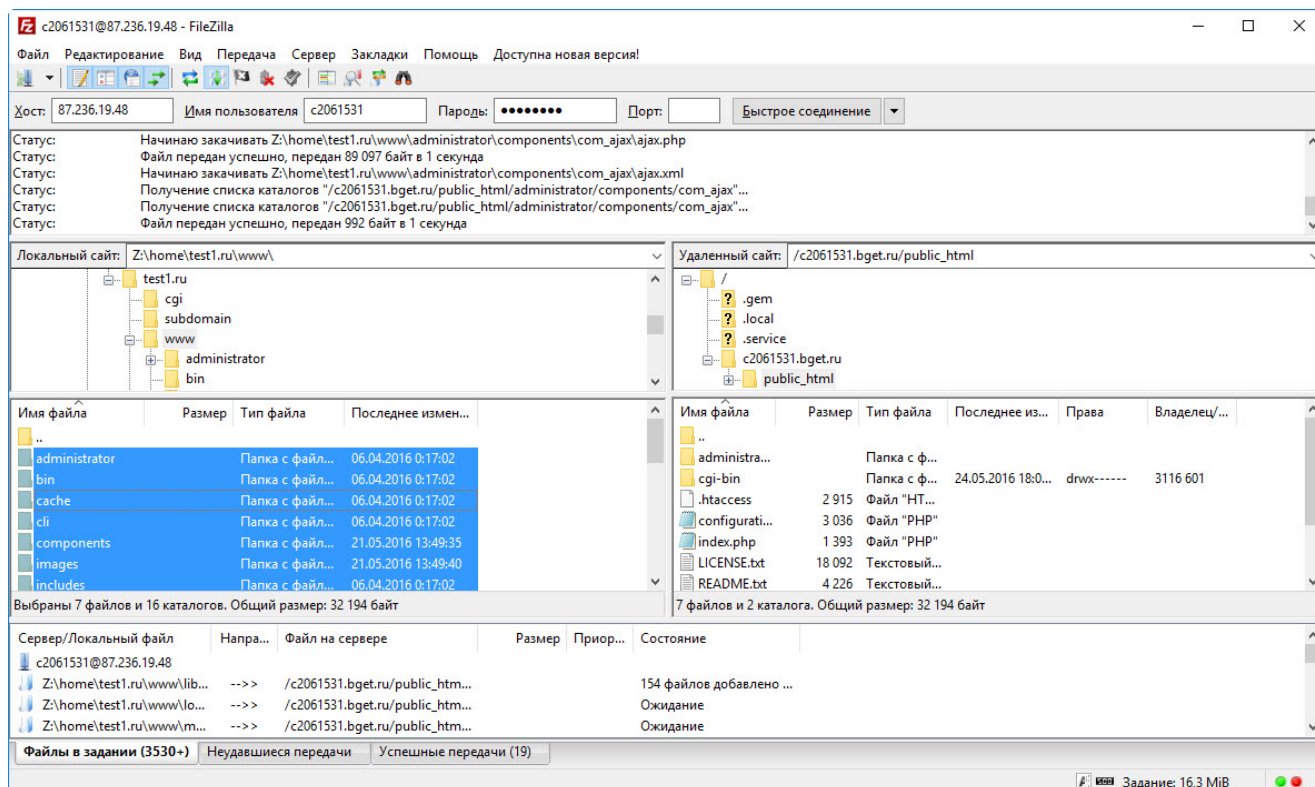 c2061531@87.236.19.48 - FileZilla
Файл Редактирование Вид Передача Сервер Закладки Помощь Доступна новая версия!
Хост: 87.236.19.48 Имя пользователя c2061531 Пароль: ●●●●●●●● Порт: Быстрое соединение
Статус: Начинаю закачивать Z:\home\test1.ru\www\administrator\components\com_ajax\ajax.php
Статус: Файл передан успешно, передан 89 097 байт в 1 секунда
Статус: Начинаю закачивать Z:\home\test1.ru\www\administrator\components\com_ajax\ajax.xml
Статус: Получение списка каталогов "/c2061531.bget.ru/public_html/administrator/components/com_ajax"...
Статус: Получение списка каталогов "/c2061531.bget.ru/public_html/administrator/components/com_ajax"...
Статус: Файл передан успешно, передан 992 байт в 1 секунда
Локальный сайт: Z:\home\test1.ru\www\
test1.ru
cgi
subdomain
www
administrator
bin
Удаленный сайт: /c2061531.bget.ru/public_html
/
.gem
.local
.service
c2061531.bget.ru
public_html
Имя файла Размер Тип файла Последнее измен...
..
administrator Папка с файл... 06.04.2016 0:17:02
bin Папка с файл... 06.04.2016 0:17:02
cache Папка с файл... 06.04.2016 0:17:02
cli Папка с файл... 06.04.2016 0:17:02
components Папка с файл... 21.05.2016 13:49:35
images Папка с файл... 21.05.2016 13:49:40
includes Папка с файл... 06.04.2016 0:17:02
Выбраны 7 файлов и 16 каталогов. Общий размер: 32 194 байт
Имя файла Размер Тип файла Последнее из... Права Владелец/...
..
administra... Папка с ф...
cgi-bin Папка с ф... 24.05.2016 18:0... drwx------ 3116 601
.htaccess 2 915 Файл "HT...
configurati... 3 036 Файл "PHP"
index.php 1 393 Файл "PHP"
LICENSE.txt 18 092 Текстовый...
README.txt 4 226 Текстовый...
7 файлов и 2 каталога. Общий размер: 32 194 байт
Сервер/Локальный файл Напра... Файл на сервере Размер Приор... Состояние
c2061531@87.236.19.48
Z:\home\test1.ru\www\lib... -->> /c2061531.bget.ru/public_htm... 154 файлов добавлено ...
Z:\home\test1.ru\www\lo... -->> /c2061531.bget.ru/public_htm... Ожидание
Z:\home\test1.ru\www\m... -->> /c2061531.bget.ru/public_htm... Ожидание
Файлы в задании (3530+) Неудавшиеся передачи Успешные передачи (19)
Задание: 16,3 MiB